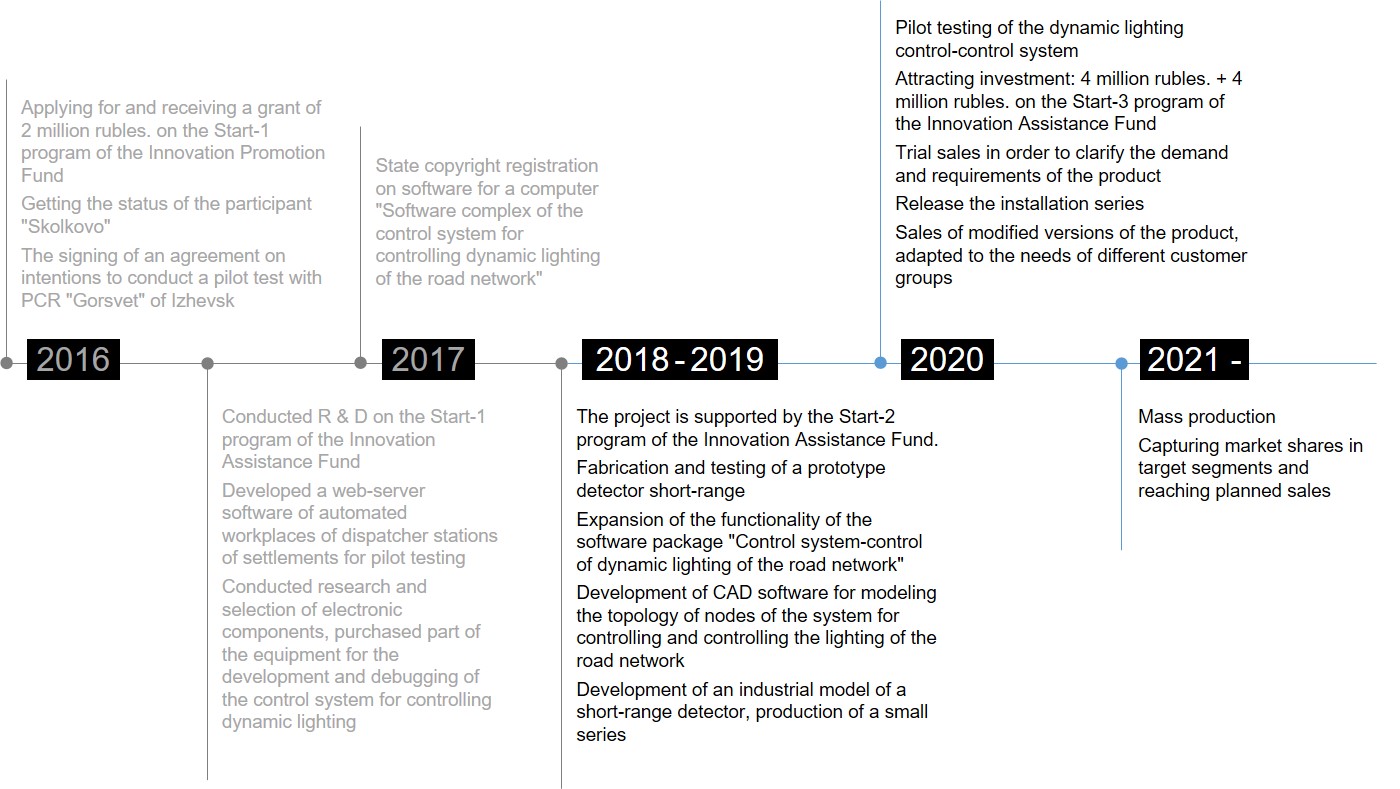 Applying for and receiving a grant of
2 million rubles. on the Start-1
program of the Innovation Promotion
Fund
Getting the status of the participant
"Skolkovo"
The signing of an agreement on
intentions to conduct a pilot test with
PCR "Gorsvet" of Izhevsk
State copyright registration
on software for a computer
"Software complex of the
control system for
controlling dynamic lighting
of the road network"
Pilot testing of the dynamic lighting
control-control system
Attracting investment: 4 million rubles. + 4
million rubles. on the Start-3 program of
the Innovation Assistance Fund
Trial sales in order to clarify the demand
and requirements of the product
Release the installation series
Sales of modified versions of the product,
adapted to the needs of different customer
groups
2016
2017
2018 - 2019
2020
2021 -
Conducted R & D on the Start-1
program of the Innovation
Assistance Fund
Developed a web-server
software of automated
workplaces of dispatcher stations
of settlements for pilot testing
Conducted research and
selection of electronic
components, purchased part of
the equipment for the
development and debugging of
the control system for controlling
dynamic lighting
The project is supported by the Start-2
program of the Innovation Assistance Fund.
Fabrication and testing of a prototype
detector short-range
Expansion of the functionality of the
software package "Control system-control
of dynamic lighting of the road network"
Development of CAD software for modeling
the topology of nodes of the system for
controlling and controlling the lighting of the
road network
Development of an industrial model of a
short-range detector, production of a small
series
Mass production
Capturing market shares in
target segments and
reaching planned sales